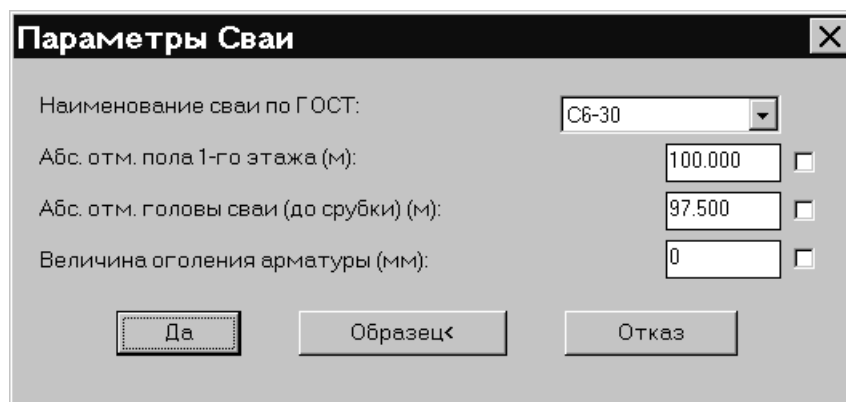 Параметры Сваи
Наименование сваи по ГОСТ: С6-30
Абс. отм. пола 1-го этажа (м): 100.000
Абс. отм. головы сваи (до срубки) (м): 97.500
Величина оголения арматуры (мм): 0
Да Образец< Отказ